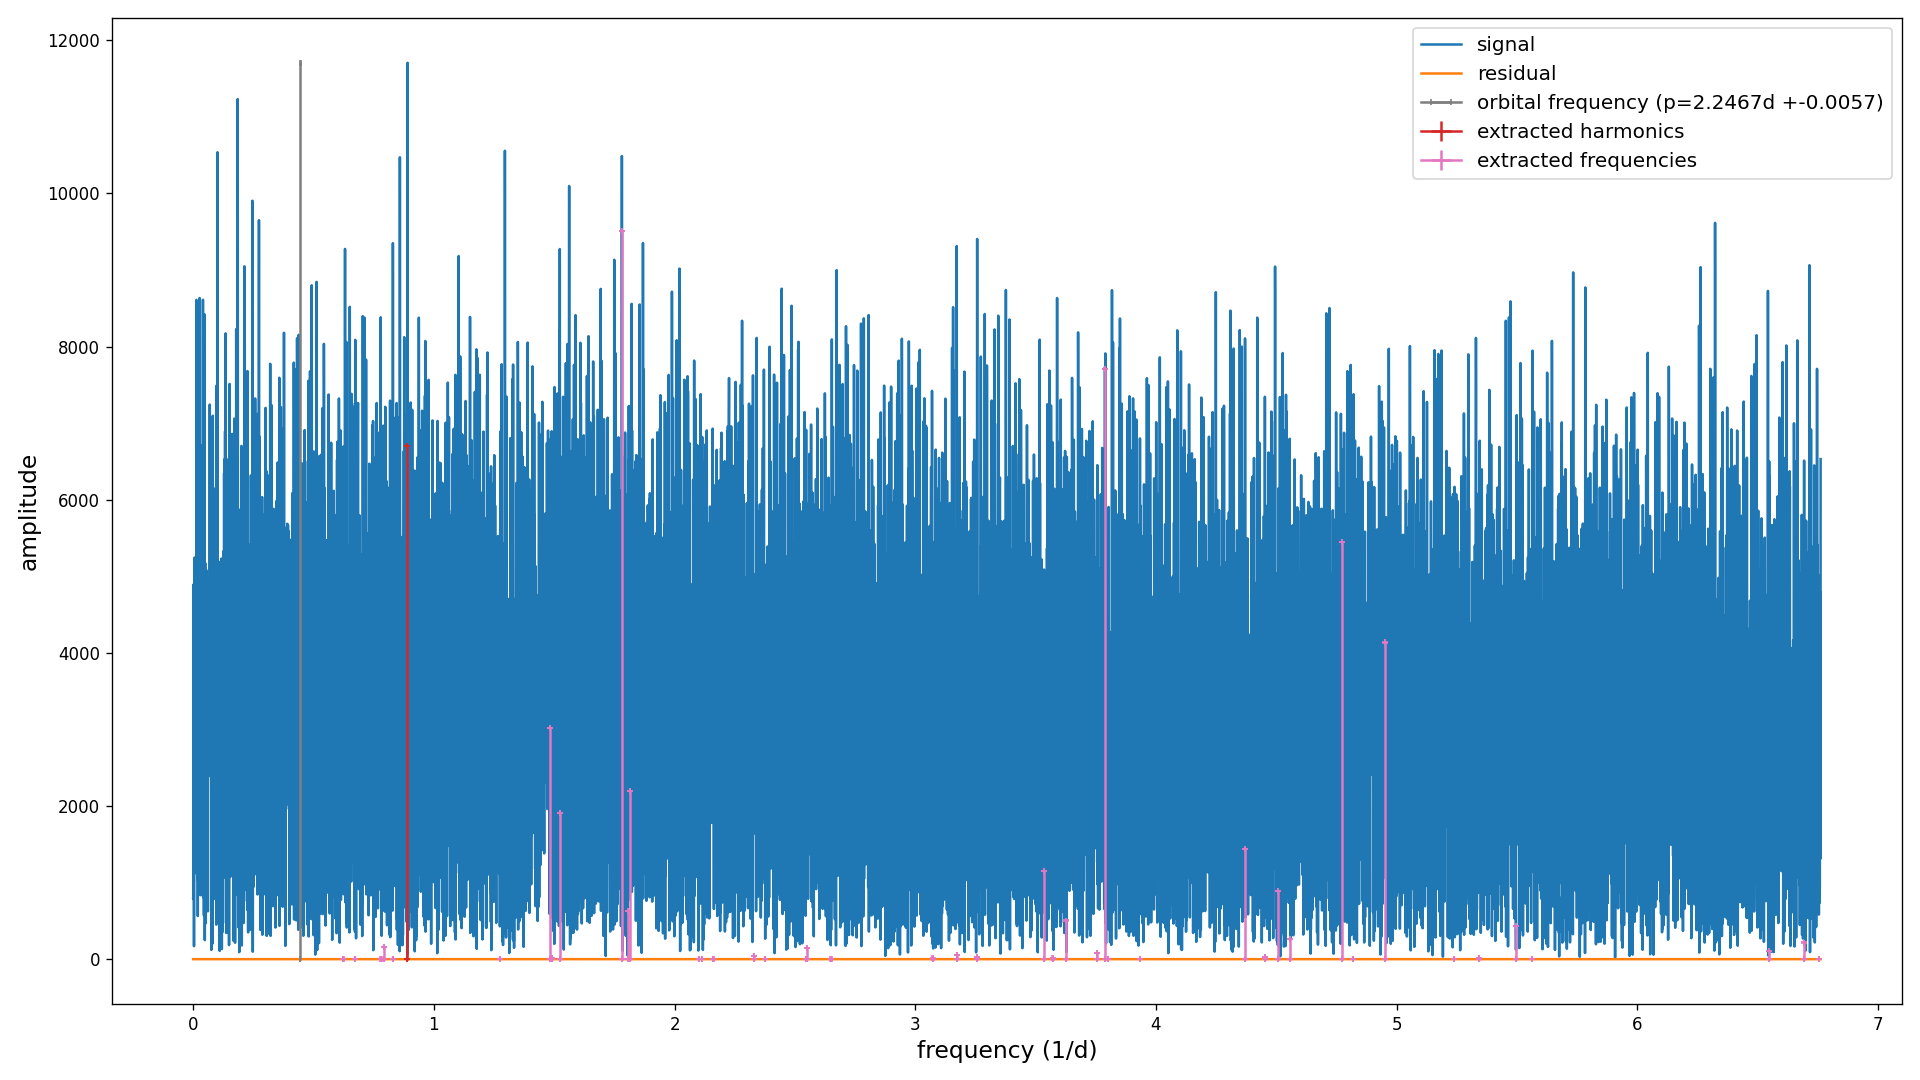 12000
10000
8000
6000
4000
2000
0
amplitude
0 1 2 3 4 5 6 7
frequency (1/d)
signal
residual
orbital frequency (p=2.2467d +-0.0057)
extracted harmonics
extracted frequencies